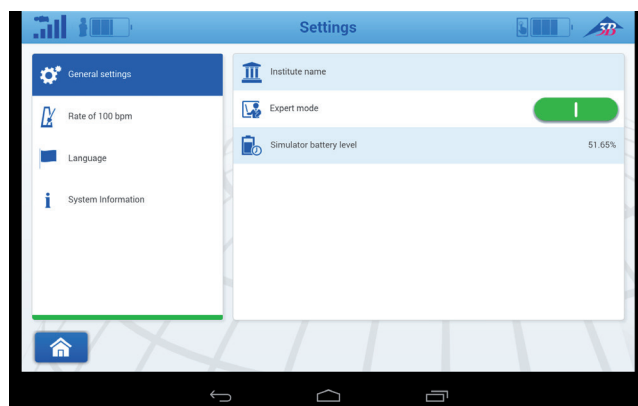 Settings
3B
General settings
Rate of 100 bpm
Language
System Information
Institute name
Expert mode
Simulator battery level 51.65%